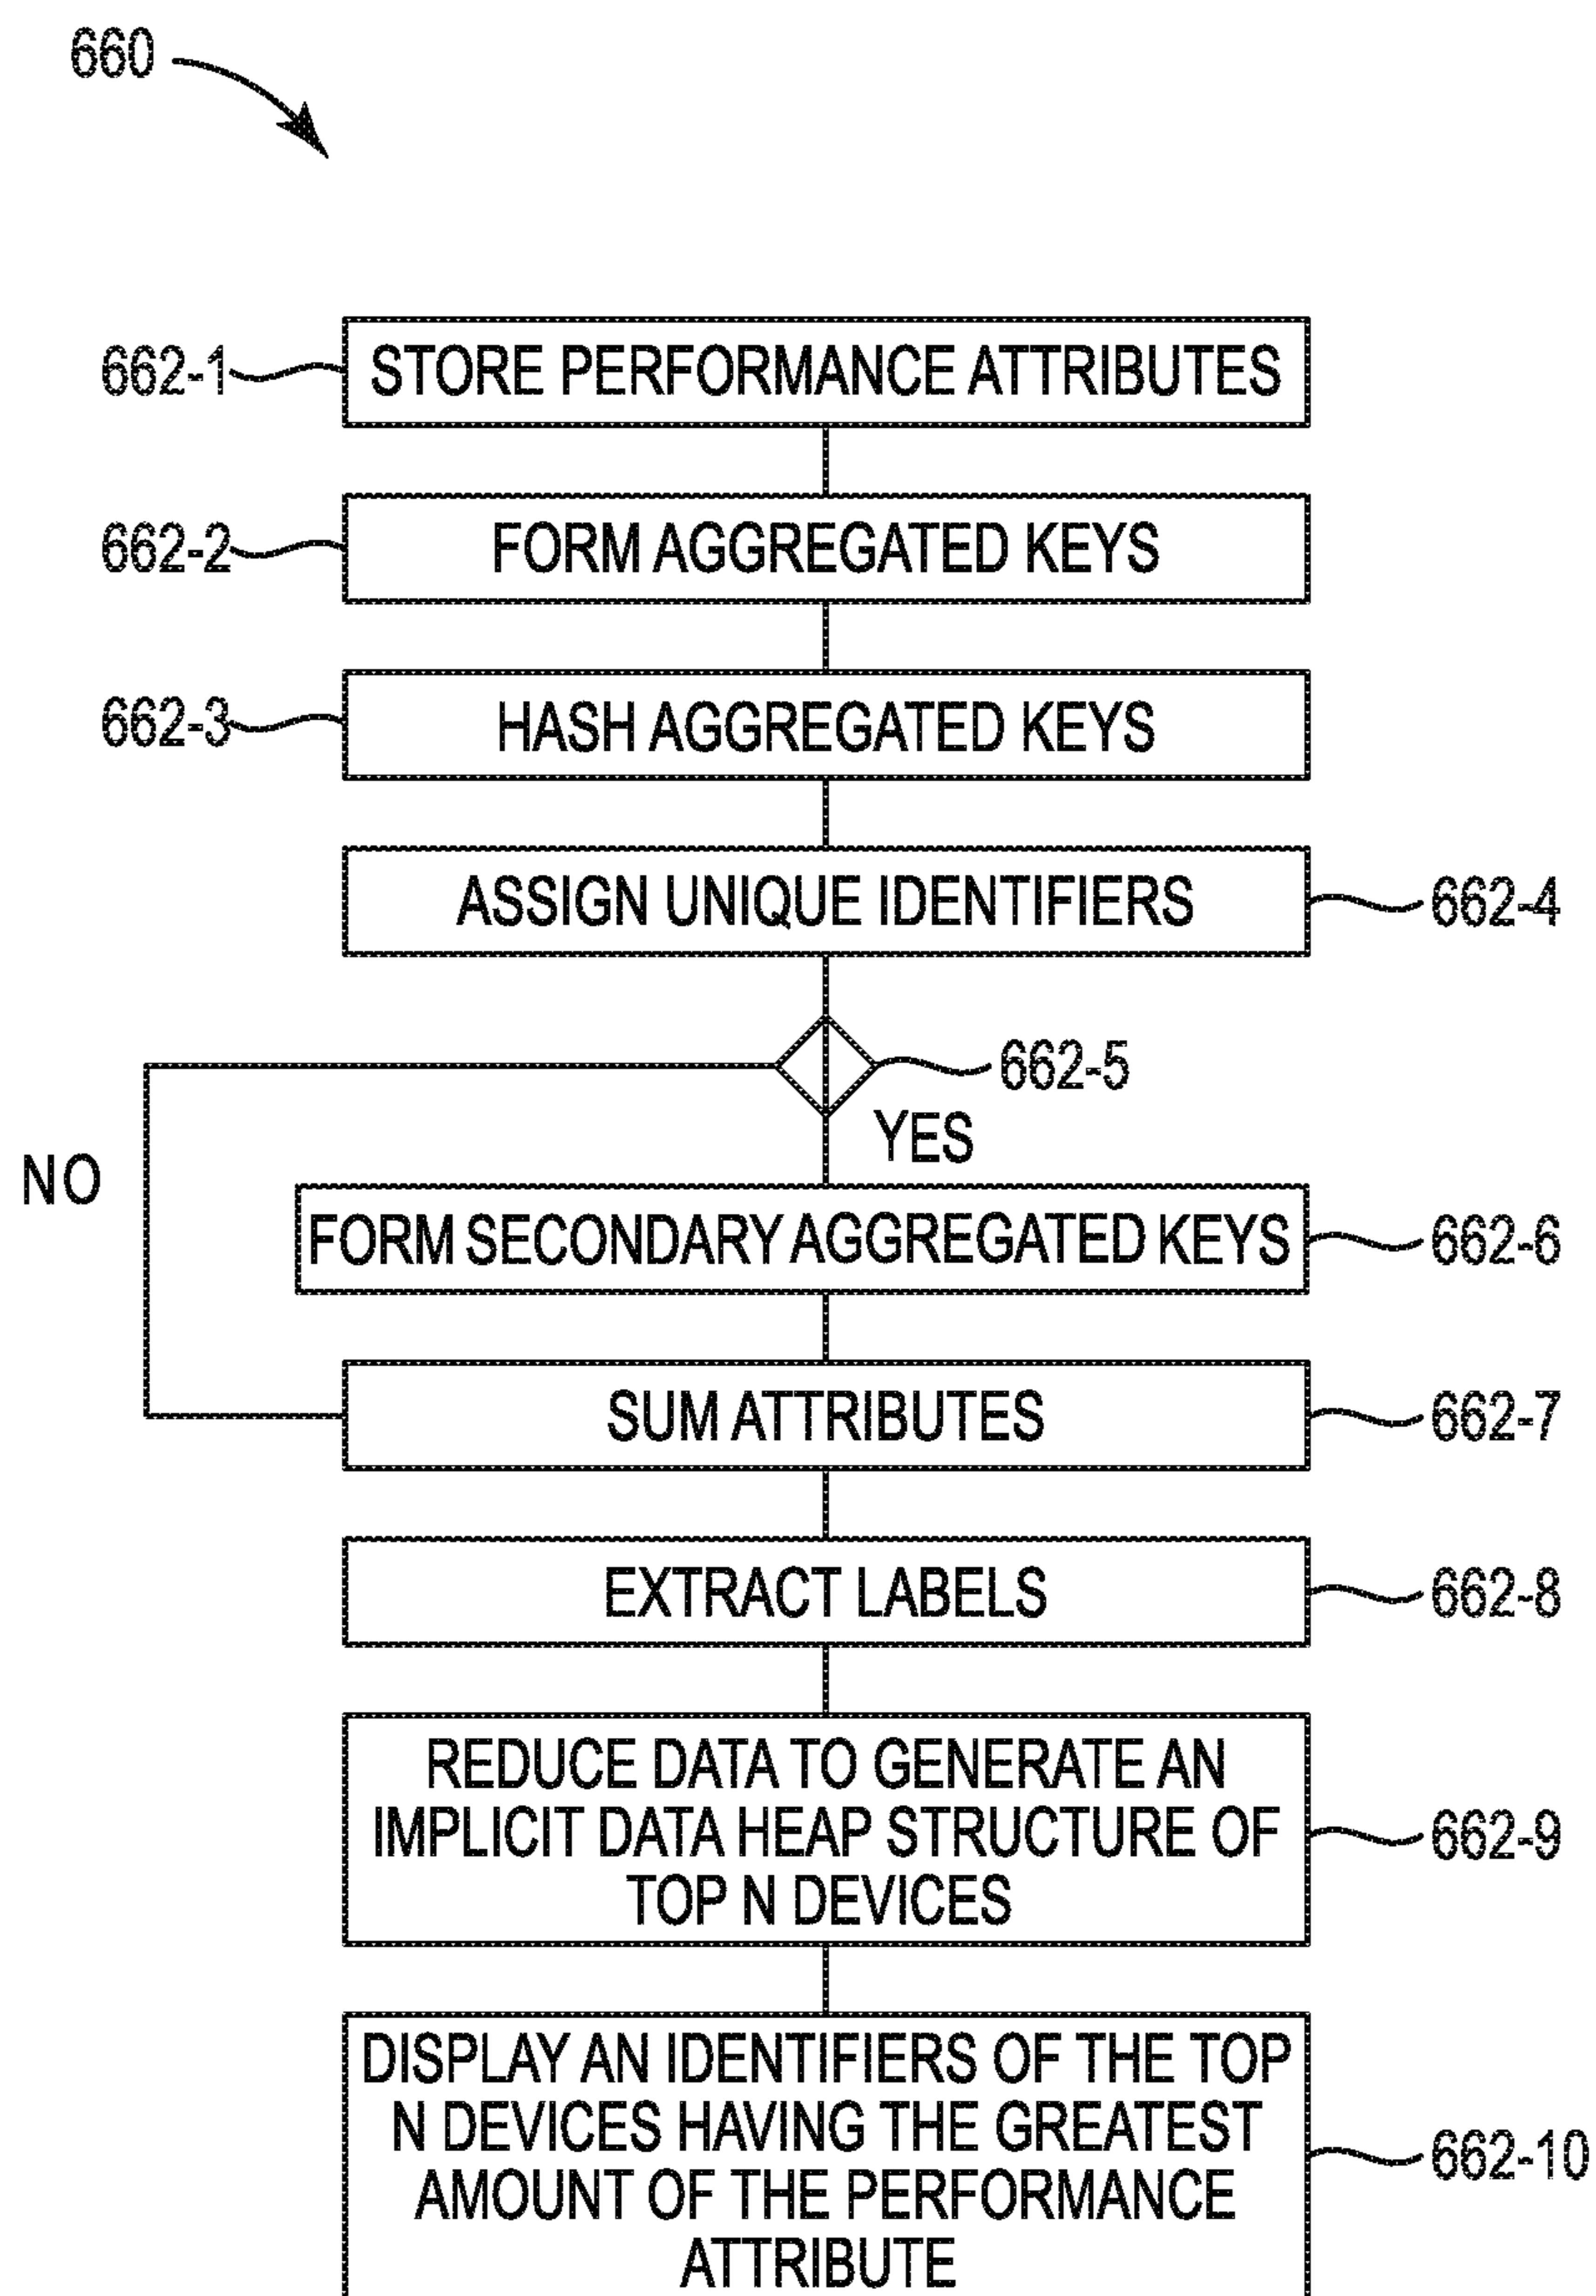 660
662-1
STORE PERFORMANCE ATTRIBUTES
662-2
FORM AGGREGATED KEYS
662-3
HASH AGGREGATED KEYS
ASSIGN UNIQUE IDENTIFIERS
662-4
662-5
YES
NO
FORM SECONDARY AGGREGATED KEYS
662-6
SUM ATTRIBUTES
662-7
EXTRACT LABELS
662-8
REDUCE DATA TO GENERATE AN
IMPLICIT DATA HEAP STRUCTURE OF
TOP N DEVICES
662-9
DISPLAY AN IDENTIFIERS OF THE TOP
N DEVICES HAVING THE GREATEST
AMOUNT OF THE PERFORMANCE
ATTRIBUTE
662-10